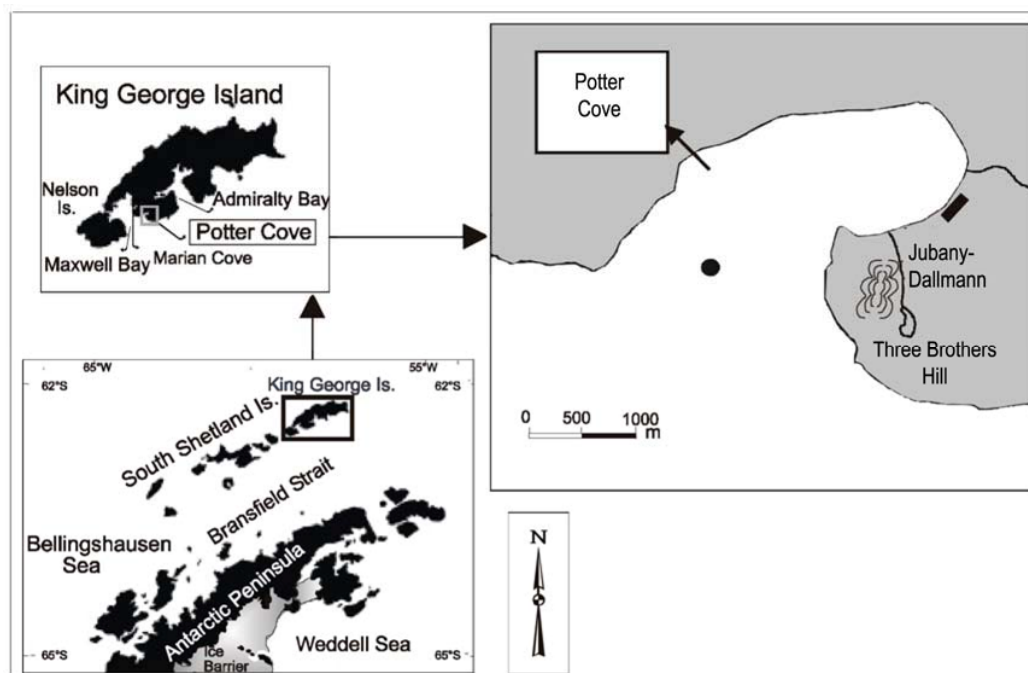 King George Island
Nelson
Is.
Admiralty Bay
Potter Cove
Maxwell Bay
Marian Cove
Potter
Cove
Jubany-
Dallmann
Three Brothers
Hill
0 500 1000
m
65°W 55°W
62°S 62°S
King George Is.
South Shetland Is.
Bransfield Strait
Bellingshausen
Sea
Antarctic Peninsula
Weddell Sea
Ice
Barrier
65°S 65°S
N